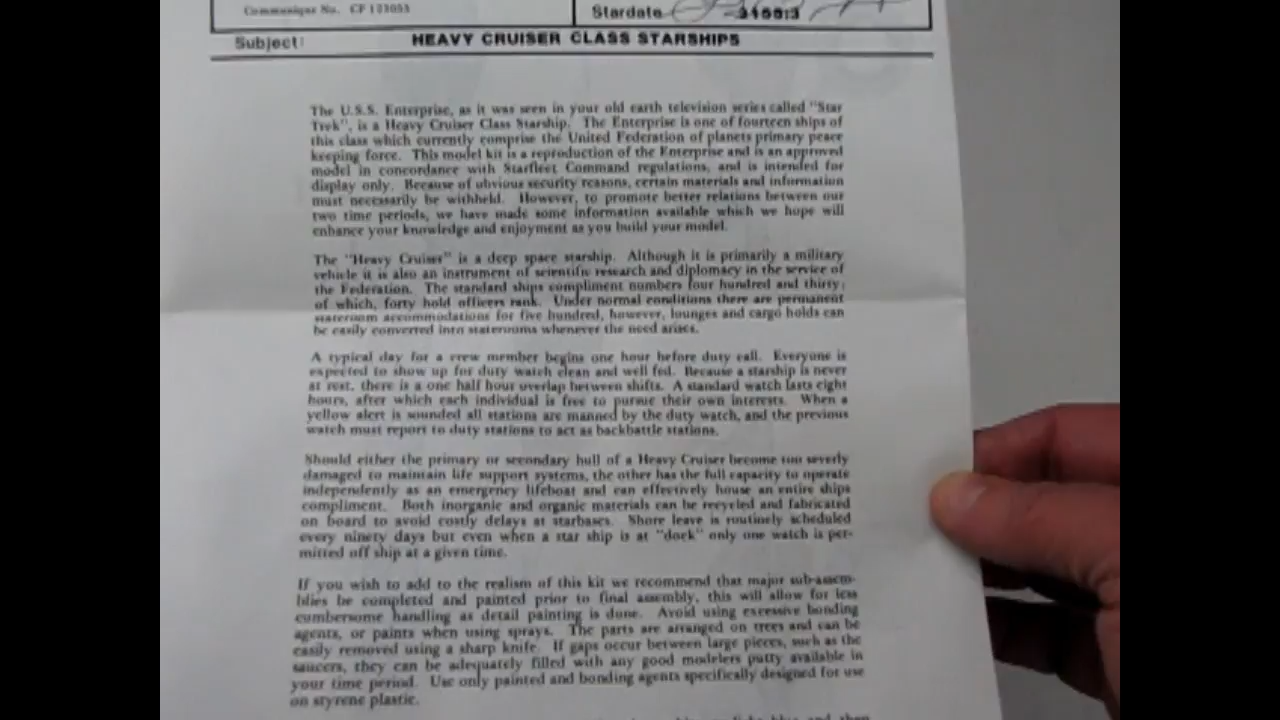 Communique No. CF 123053
Stardate
Subject: HEAVY CRUISER CLASS STARSHIPS
The U.S.S. Enterprise, as it was seen in your old earth television series called "Star
Trek", is a Heavy Cruiser Class Starship. The Enterprise is one of fourteen ships of
this class which currently comprise the United Federation of planets primary peace
keeping force. This model kit is a reproduction of the Enterprise and is an approved
model in concordance with Starfleet Command regulations, and is intended for
display only. Because of obvious security reasons, certain materials and information
must necessarily be withheld. However, to promote better relations between our
two time periods, we have made some information available which we hope will
enhance your knowledge and enjoyment as you build your model.
The "Heavy Cruiser" is a deep space starship. Although it is primarily a military
vehicle it is also an instrument of scientific research and diplomacy in the service of
the Federation. The standard ships compliment numbers four hundred and thirty;
of which, forty hold officers rank. Under normal conditions there are permanent
stateroom accommodations for five hundred, however, lounges and cargo holds can
be easily converted into staterooms whenever the need arises.
A typical day for a crew member begins one hour before duty call. Everyone is
expected to show up for duty watch clean and well fed. Because a starship is never
at rest, there is a one half hour overlap between shifts. A standard watch lasts eight
hours, after which each individual is free to pursue their own interests. When a
yellow alert is sounded all stations are manned by the duty watch, and the previous
watch must report to duty stations to act as backbattle stations.
Should either the primary or secondary hull of a Heavy Cruiser become too severly
damaged to maintain life support systems, the other has the full capacity to operate
independently as an emergency lifeboat and can effectively house an entire ships
compliment. Both inorganic and organic materials can be recycled and fabricated
on board to avoid costly delays at starbases. Shore leave is routinely scheduled
every ninety days but even when a star ship is at "dock" only one watch is per-
mitted off ship at a given time.
If you wish to add to the realism of this kit we recommend that major sub-assem-
blies be completed and painted prior to final assembly, this will allow for less
cumbersome handling as detail painting is done. Avoid using excessive bonding
agents, or paints when using sprays. The parts are arranged on trees and can be
easily removed using a sharp knife. If gaps occur between large pieces, such as the
saucers, they can be adequately filled with any good modelers putty available in
your time period. Use only painted and bonding agents specifically designed for use
on styrene plastic.